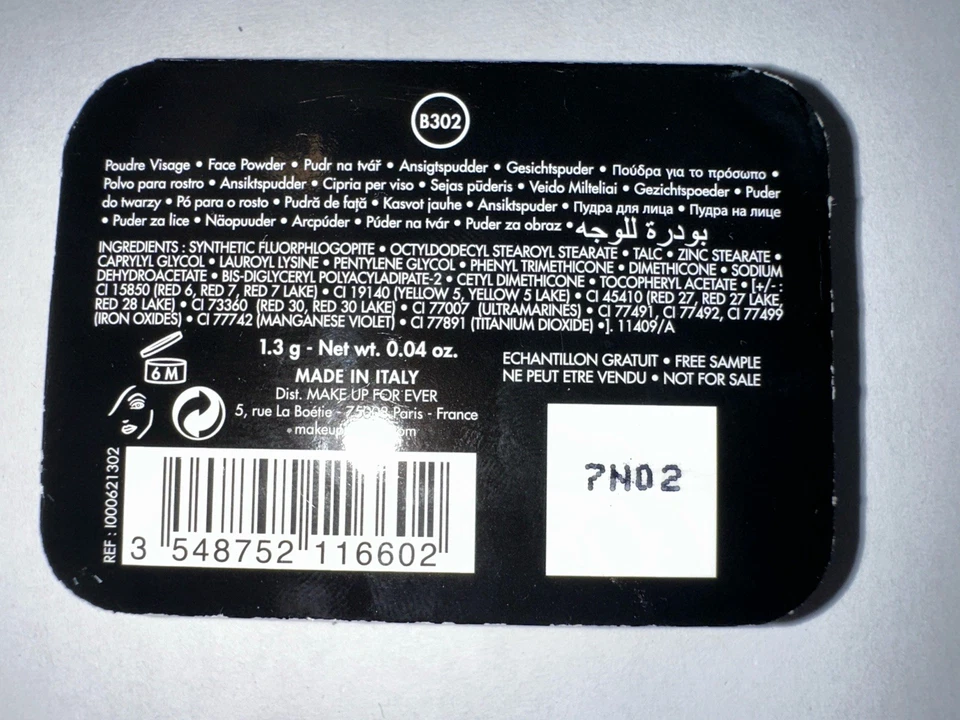 B302
Poudre Visage • Face Powder • Pudr na tvář • Ansigtspudder • Gesichtspuder • Πούδρα για το πρόσωπο •
Polvo para rostro • Ansiktspudder • Cipria per viso • Sejas pūderis • Veido Milteliai • Gezichtspoeder • Puder
do twarzy • Pó para o rosto • Pudră de faţă • Kasvot jauhe • Ansiktspuder • Пудра для лица • Пудра на лице
• Puder za lice • Näopuuder • Arcpúder • Púder na tvár • Puder za obraz • بودرة للوجه
INGREDIENTS : SYNTHETIC FLUORPHLOGOPITE • OCTYLDODECYL STEAROYL STEARATE • TALC • ZINC STEARATE •
CAPRYLYL GLYCOL • LAUROYL LYSINE • PENTYLENE GLYCOL • PHENYL TRIMETHICONE • DIMETHICONE • SODIUM
DEHYDROACETATE • BIS-DIGLYCERYL POLYACYLADIPATE-2 • CETYL DIMETHICONE • TOCOPHERYL ACETATE • [+/- :
CI 15850 (RED 6, RED 7, RED 7 LAKE) • CI 19140 (YELLOW 5, YELLOW 5 LAKE) • CI 45410 (RED 27, RED 27 LAKE,
RED 28 LAKE) • CI 73360 (RED 30, RED 30 LAKE) • CI 77007 (ULTRAMARINES) • CI 77491, CI 77492, CI 77499
(IRON OXIDES) • CI 77742 (MANGANESE VIOLET) • CI 77891 (TITANIUM DIOXIDE) •]. 11409/A
6 M
1.3 g - Net wt. 0.04 oz.
MADE IN ITALY
Dist. MAKE UP FOR EVER
5, rue La Boétie - 75008 Paris - France
• makeup
ECHANTILLON GRATUIT • FREE SAMPLE
NE PEUT ETRE VENDU • NOT FOR SALE
REF : I000621302
3 548752 116602
7N02